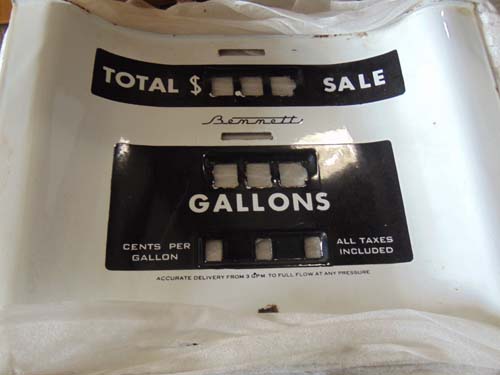 TOTAL $ SALE
Bennett
GALLONS
CENTS PER GALLON
ALL TAXES INCLUDED
ACCURATE DELIVERY FROM 3 GPM TO FULL FLOW AT ANY PRESSURE